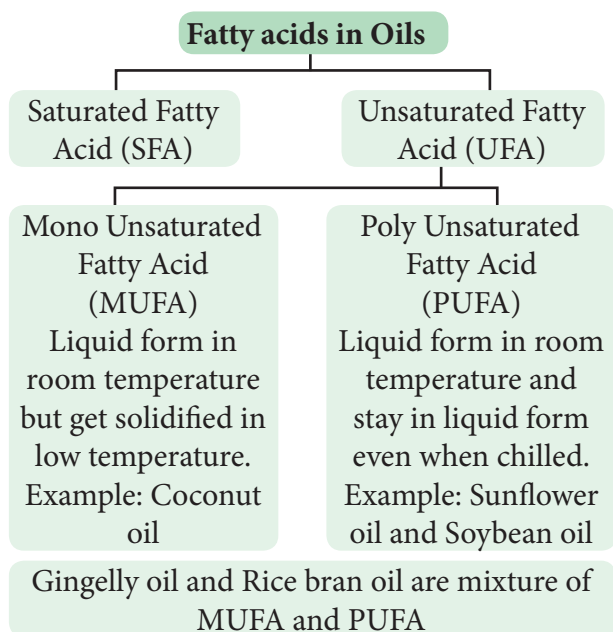 Fatty acids in Oils
Saturated Fatty
Acid (SFA)
Unsaturated Fatty
Acid (UFA)
Mono Unsaturated
Fatty Acid
(MUFA)
Liquid form in
room temperature
but get solidified in
low temperature.
Example: Coconut
oil
Poly Unsaturated
Fatty Acid
(PUFA)
Liquid form in room
temperature and
stay in liquid form
even when chilled.
Example: Sunflower
oil and Soybean oil
Gingelly oil and Rice bran oil are mixture of
MUFA and PUFA